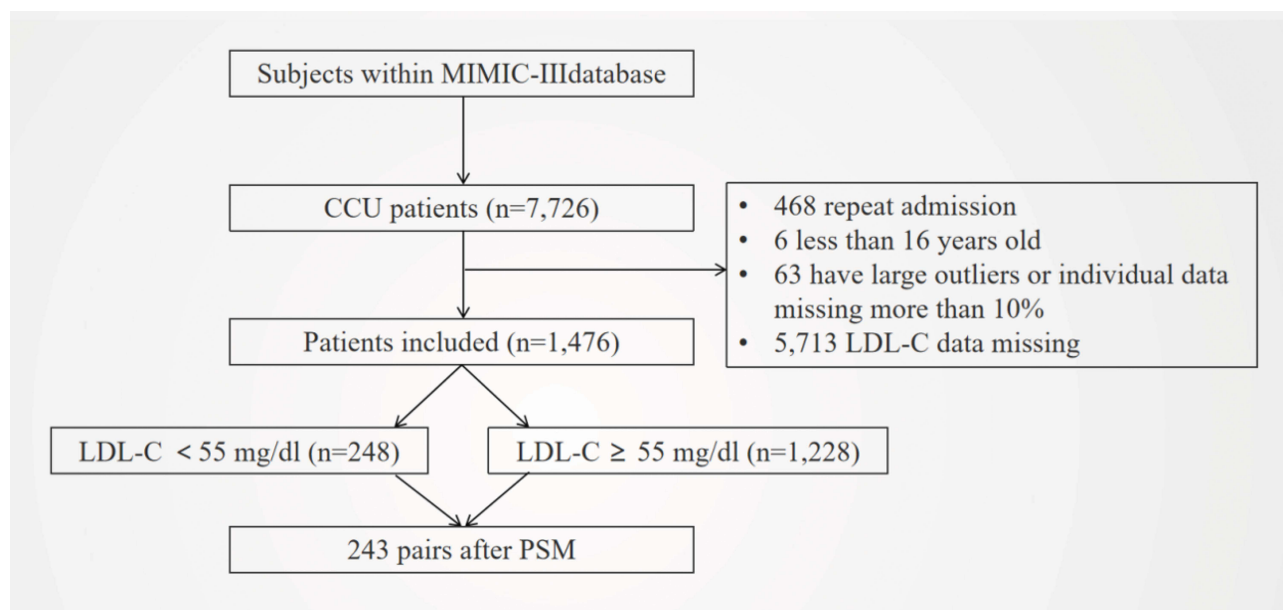 Subjects within MIMIC-IIIdatabase
CCU patients (n=7,726)
• 468 repeat admission
• 6 less than 16 years old
• 63 have large outliers or individual data
missing more than 10%
• 5,713 LDL-C data missing
Patients included (n=1,476)
LDL-C < 55 mg/dl (n=248)
LDL-C ≥ 55 mg/dl (n=1,228)
243 pairs after PSM